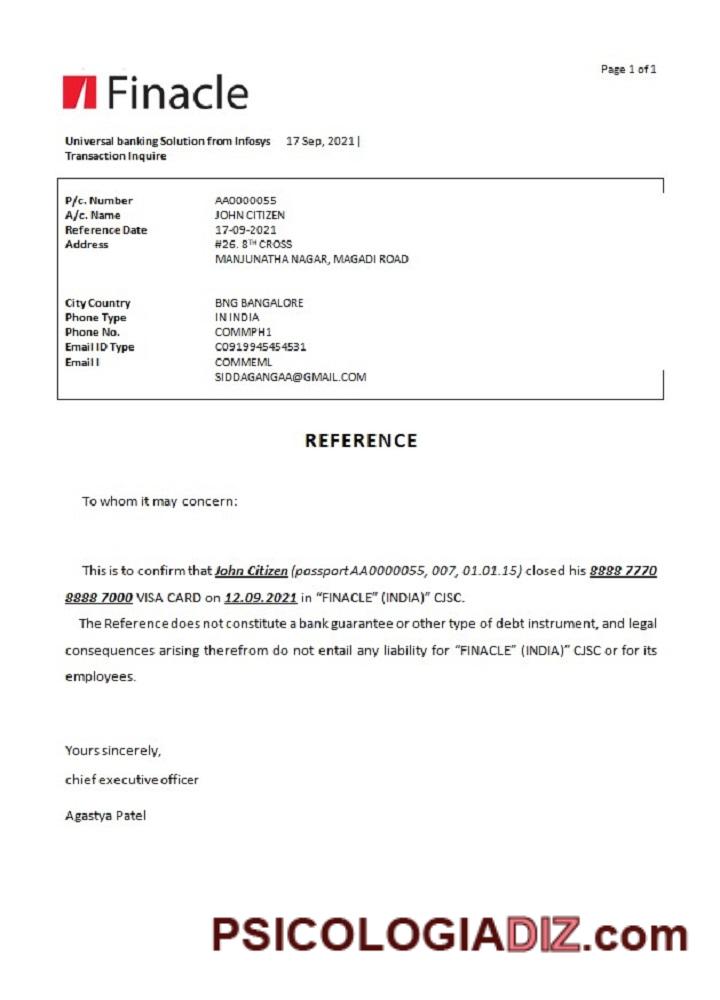 Page 1 of 1
Finacle
Universal banking Solution from Infosys 17 Sep, 2021 |
Transaction Inquire
P/c. Number AA0000055
A/c. Name JOHN CITIZEN
Reference Date 17-09-2021
Address #26. 8TH CROSS
MANJUNATHA NAGAR, MAGADI ROAD
City Country BNG BANGALORE
Phone Type IN INDIA
Phone No. COMMPH1
Email ID Type C0919945454531
Email I COMMEML
SIDDAGANGAA@GMAIL.COM
REFERENCE
To whom it may concern:
This is to confirm that John Citizen (passport AA0000055, 007, 01.01.15) closed his 8888 7770
8888 7000 VISA CARD on 12.09.2021 in “FINACLE” (INDIA)” CJSC.
The Reference does not constitute a bank guarantee or other type of debt instrument, and legal
consequences arising therefrom do not entail any liability for “FINACLE” (INDIA)” CJSC or for its
employees.
Yours sincerely,
chief executive officer
Agastya Patel
PSICOLOGIADIZ.com